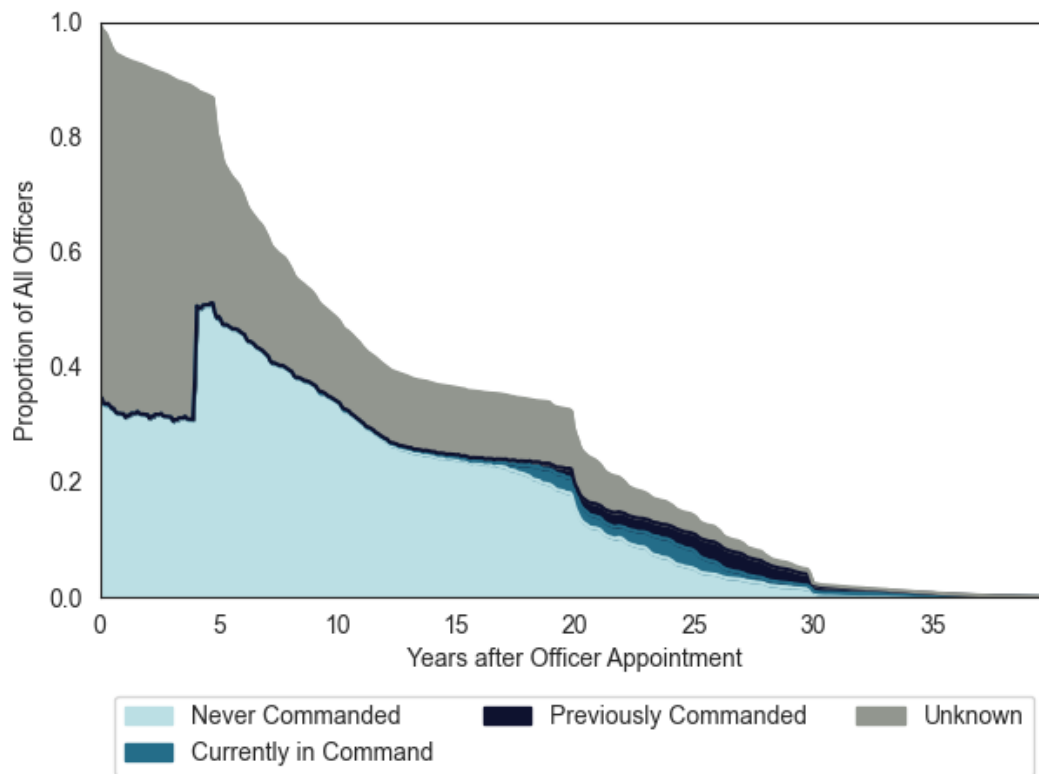 1.0
0.8
0.6
0.4
0.2
0.0
Proportion of All Officers
0 5 10 15 20 25 30 35
Years after Officer Appointment
Never Commanded Previously Commanded Unknown
Currently in Command